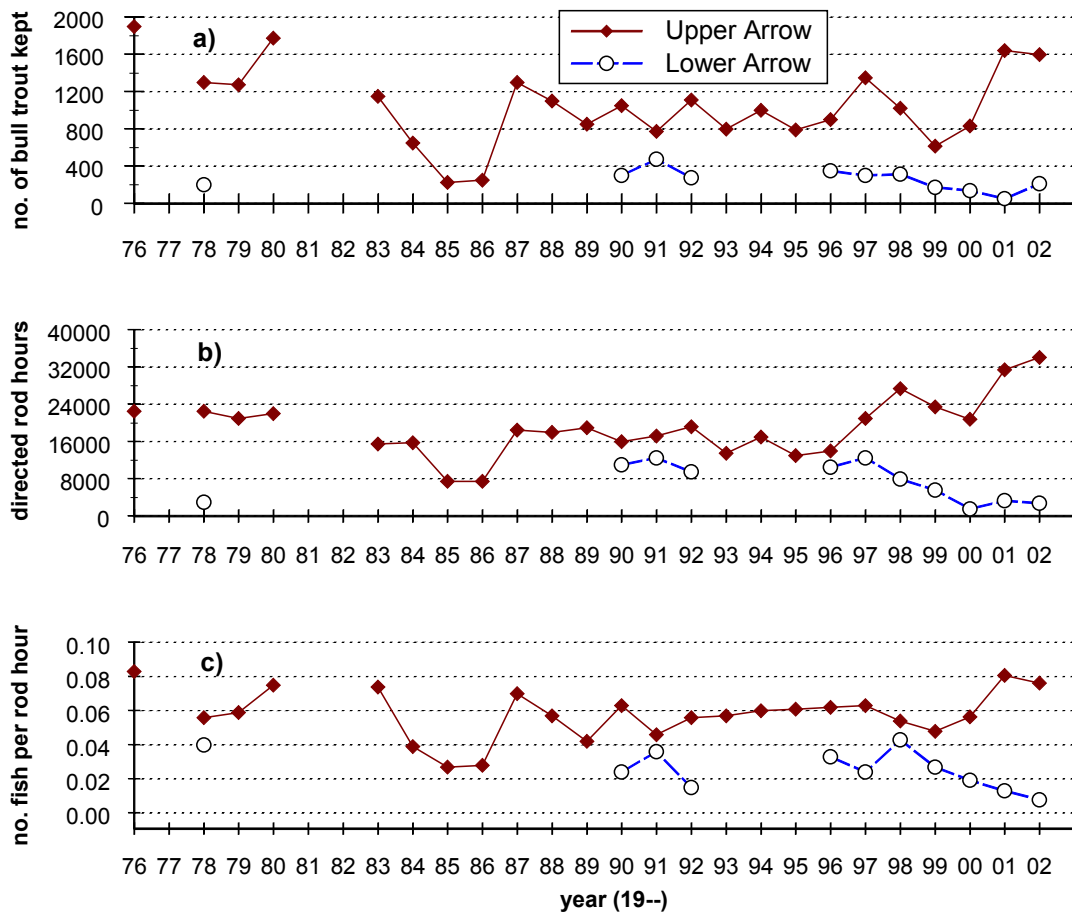 no. of bull trout kept
2000
1600
1200
800
400
0
a)
Upper Arrow
Lower Arrow
76 77 78 79 80 81 82 83 84 85 86 87 88 89 90 91 92 93 94 95 96 97 98 99 00 01 02
directed rod hours
40000
32000
24000
16000
8000
0
b)
76 77 78 79 80 81 82 83 84 85 86 87 88 89 90 91 92 93 94 95 96 97 98 99 00 01 02
no. fish per rod hour
0.10
0.08
0.06
0.04
0.02
0.00
c)
76 77 78 79 80 81 82 83 84 85 86 87 88 89 90 91 92 93 94 95 96 97 98 99 00 01 02
year (19--)